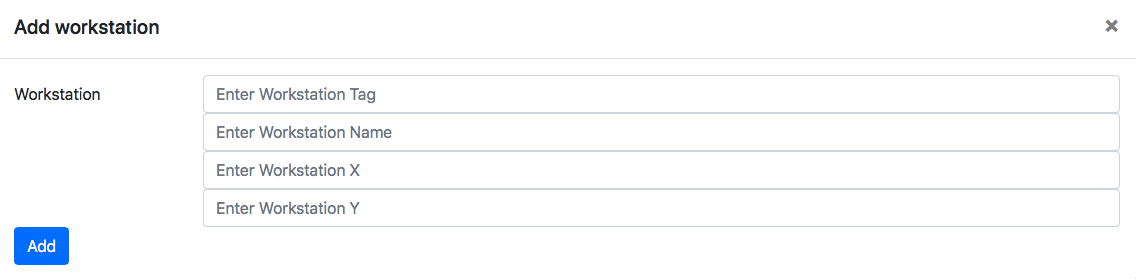 Add workstation ×
Workstation Enter Workstation Tag
Enter Workstation Name
Enter Workstation X
Enter Workstation Y
Add